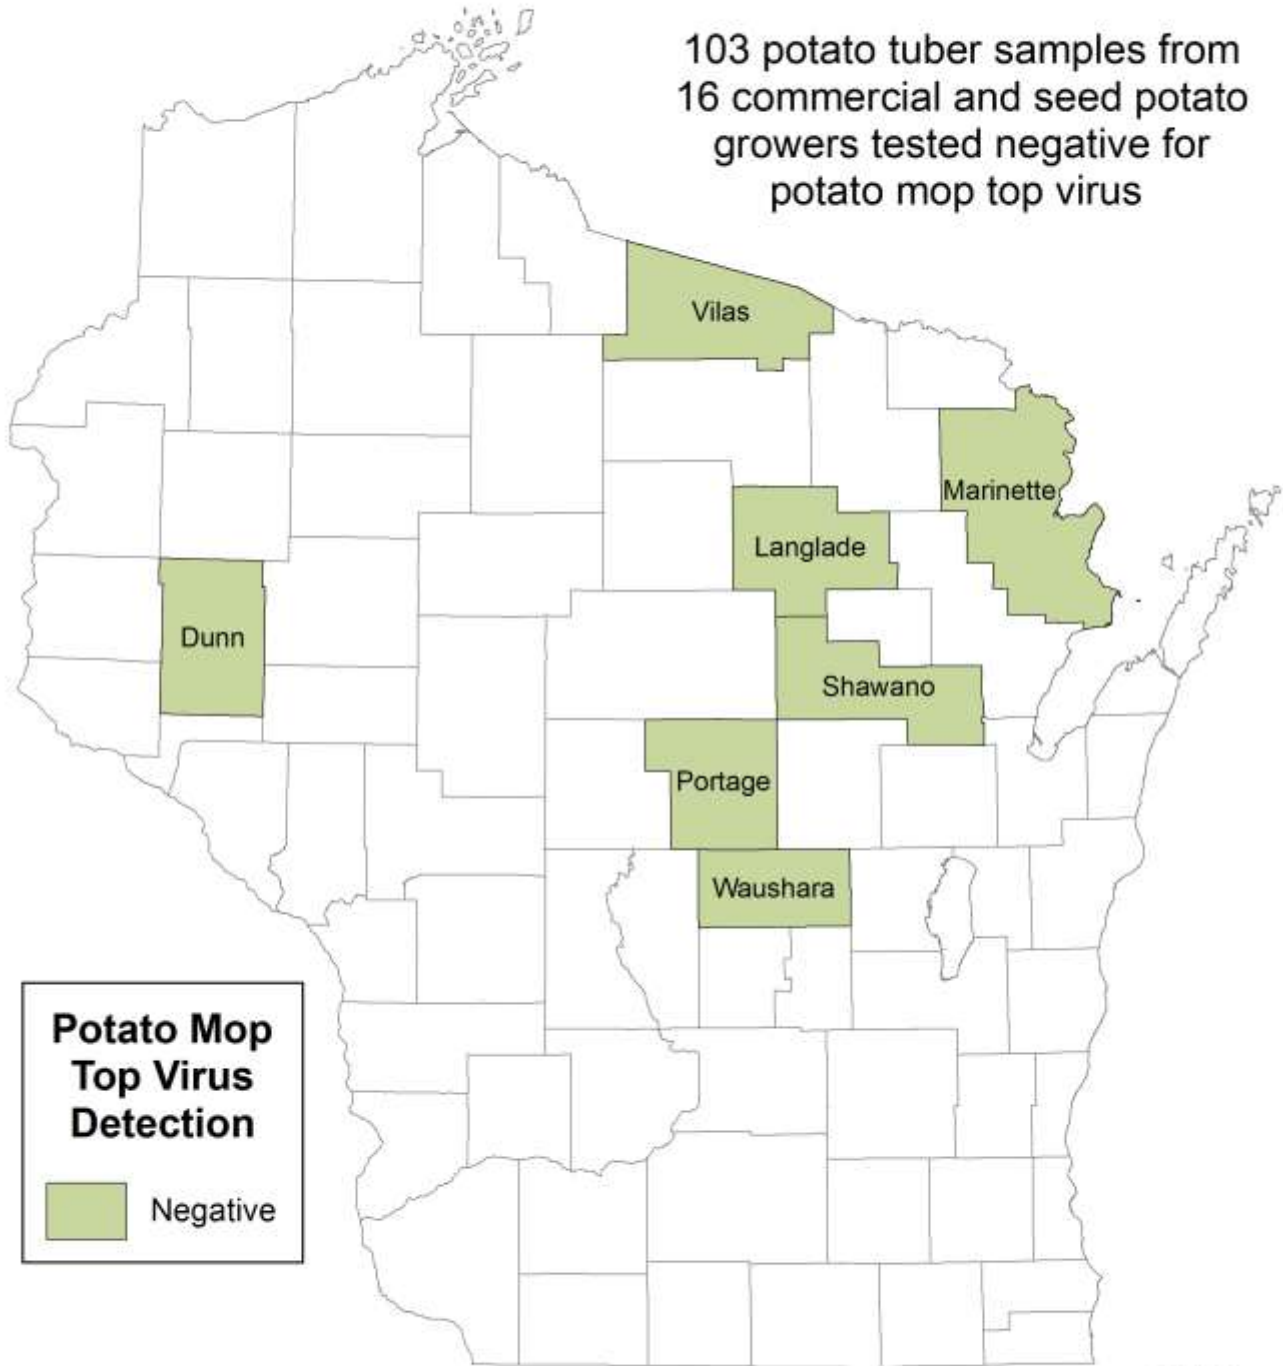 103 potato tuber samples from
16 commercial and seed potato
growers tested negative for
potato mop top virus
Vilas
Marinette
Langlade
Dunn
Shawano
Portage
Waushara
Potato Mop
Top Virus
Detection
Negative